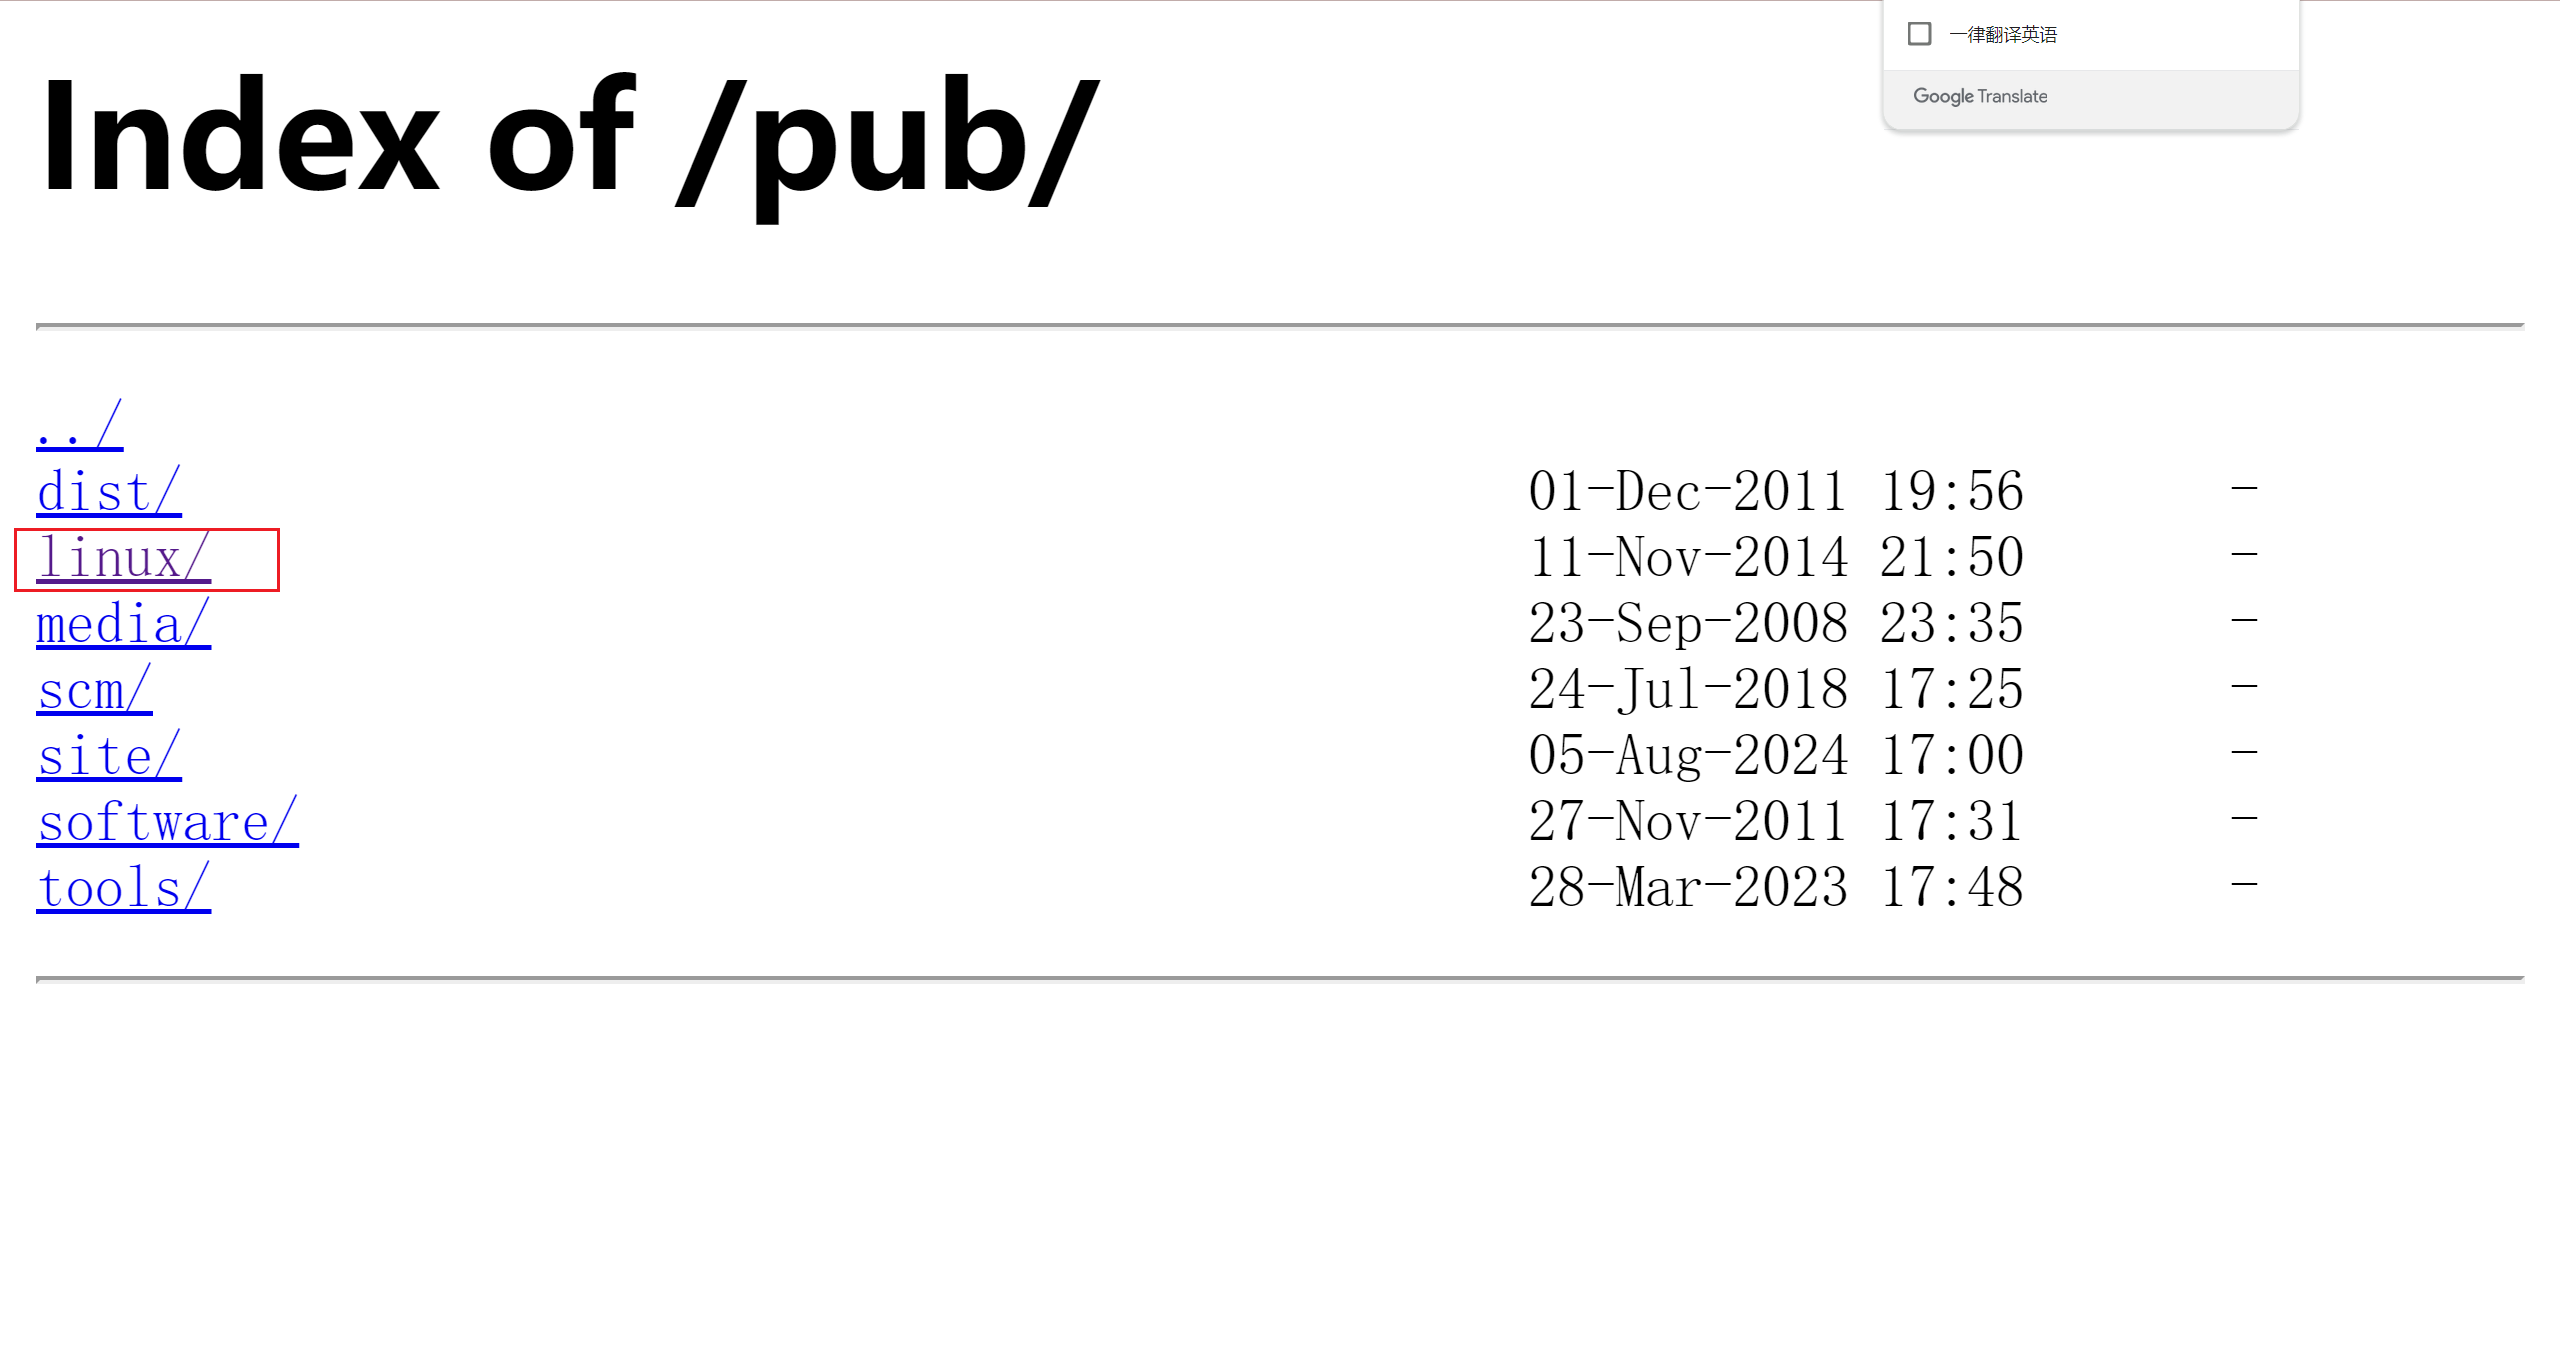 一律翻译英语
Google Translate
Index of /pub/
../
dist/ 01-Dec-2011 19:56 -
linux/ 11-Nov-2014 21:50 -
media/ 23-Sep-2008 23:35 -
scm/ 24-Jul-2018 17:25 -
site/ 05-Aug-2024 17:00 -
software/ 27-Nov-2011 17:31 -
tools/ 28-Mar-2023 17:48 -